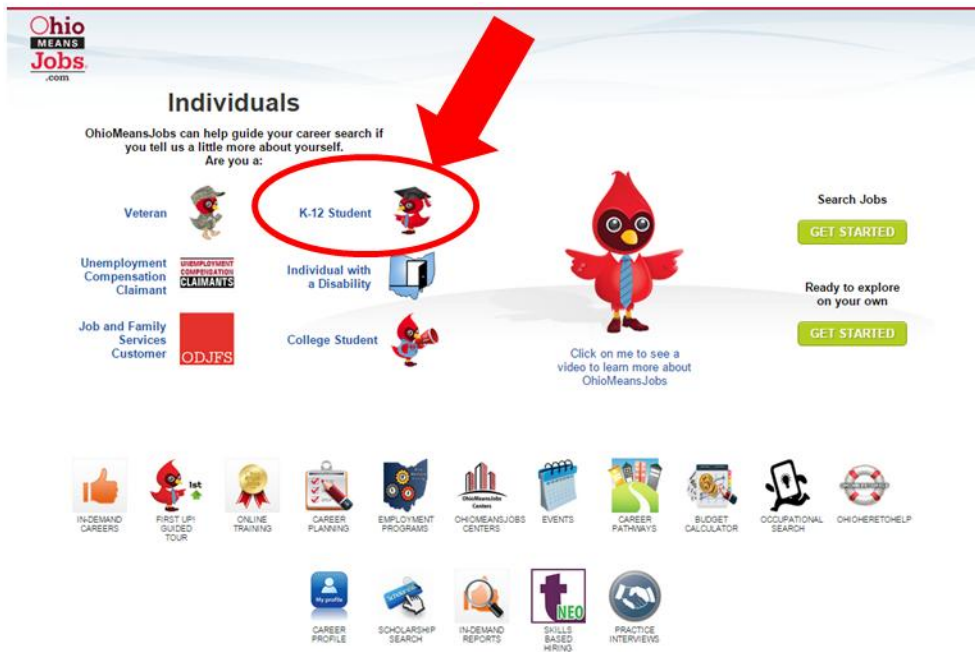 Ohio
MEANS
Jobs
.com
Individuals
OhioMeansJobs can help guide your career search if
you tell us a little more about yourself.
Are you a:
Veteran
K-12 Student
Unemployment
Compensation
Claimant
UNEMPLOYMENT
COMPENSATION
CLAIMANTS
Individual with
a Disability
Job and Family
Services
Customer
ODJFS
College Student
Click on me to see a
video to learn more about
OhioMeansJobs
Search Jobs
GET STARTED
Ready to explore
on your own
GET STARTED
1st
OhioMeansJobs
Centers
IN-DEMAND
CAREERS
FIRST UP!
GUIDED
TOUR
ONLINE
TRAINING
CAREER
PLANNING
EMPLOYMENT
PROGRAMS
OHIOMEANSJOBS
CENTERS
EVENTS
CAREER
PATHWAYS
BUDGET
CALCULATOR
OCCUPATIONAL
SEARCH
OHIOHERETOHELP
My profile
Scholarship
t
NEO
CAREER
PROFILE
SCHOLARSHIP
SEARCH
IN-DEMAND
REPORTS
SKILLS
BASED
HIRING
PRACTICE
INTERVIEWS